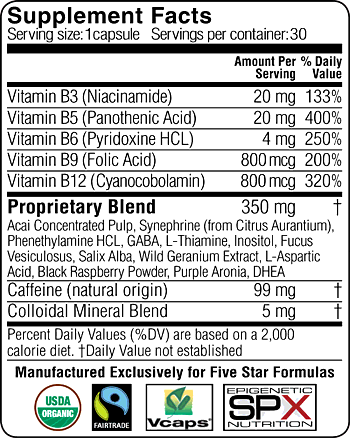 Supplement Facts
Serving size:1capsule Servings per container:30
Amount Per Serving % Daily Value
Vitamin B3 (Niacinamide) 20 mg 133%
Vitamin B5 (Panothenic Acid) 20 mg 400%
Vitamin B6 (Pyridoxine HCL) 4 mg 250%
Vitamin B9 (Folic Acid) 800 mcg 200%
Vitamin B12 (Cyanocobolamin) 800 mcg 320%
Proprietary Blend 350 mg †
Acai Concentrated Pulp, Synephrine (from Citrus Aurantium),
Phenethylamine HCL, GABA, L-Thiamine, Inositol, Fucus
Vesiculosus, Salix Alba, Wild Geranium Extract, L-Aspartic
Acid, Black Raspberry Powder, Purple Aronia, DHEA
Caffeine (natural origin) 99 mg †
Colloidal Mineral Blend 5 mg †
Percent Daily Values (%DV) are based on a 2,000
calorie diet. †Daily Value not established
Manufactured Exclusively for Five Star Formulas
USDA
ORGANIC
FAIRTRADE
Vcaps
EPIGENETIC
SPX
NUTRITION